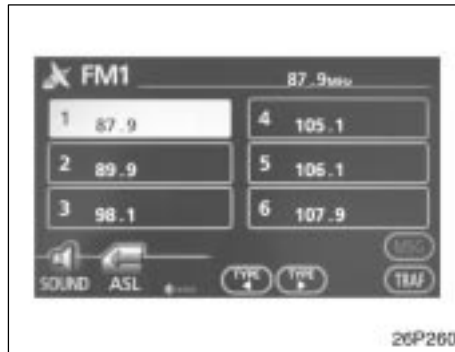 FM1 87.9MHz
1 87.9
2 89.9
3 98.1
4 105.1
5 106.1
6 107.9
MSG
SOUND ASL TYPE TYPE TRAF
26P260